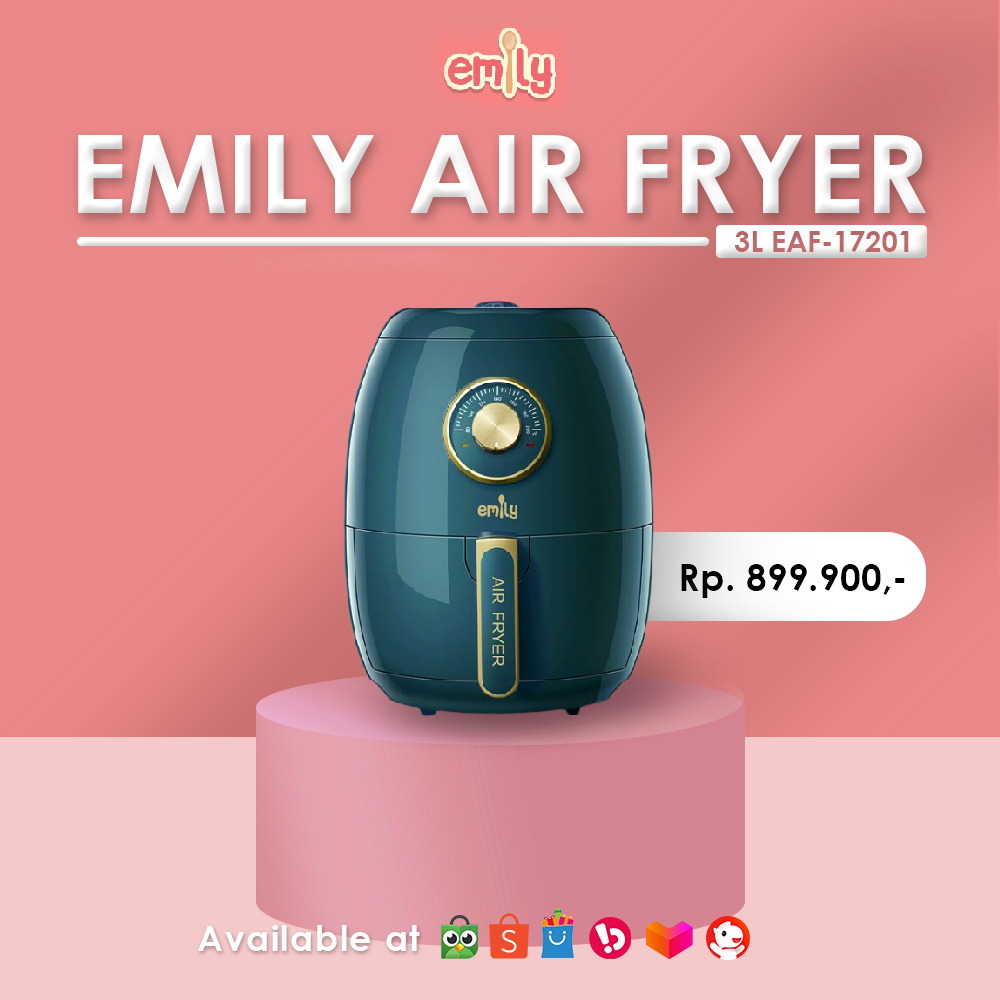 emily
EMILY AIR FRYER
3L EAF-17201
emily
AIR FRYER
Rp. 899.900,-
Available at